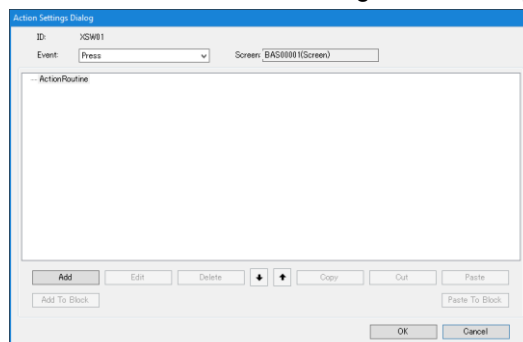 Action Settings Dialog
ID: XSW01
Event: Press Screen: BAS00001(Screen)
ActionRoutine
Add Edit Delete Copy Cut Paste
Add To Block Paste To Block
OK Cancel